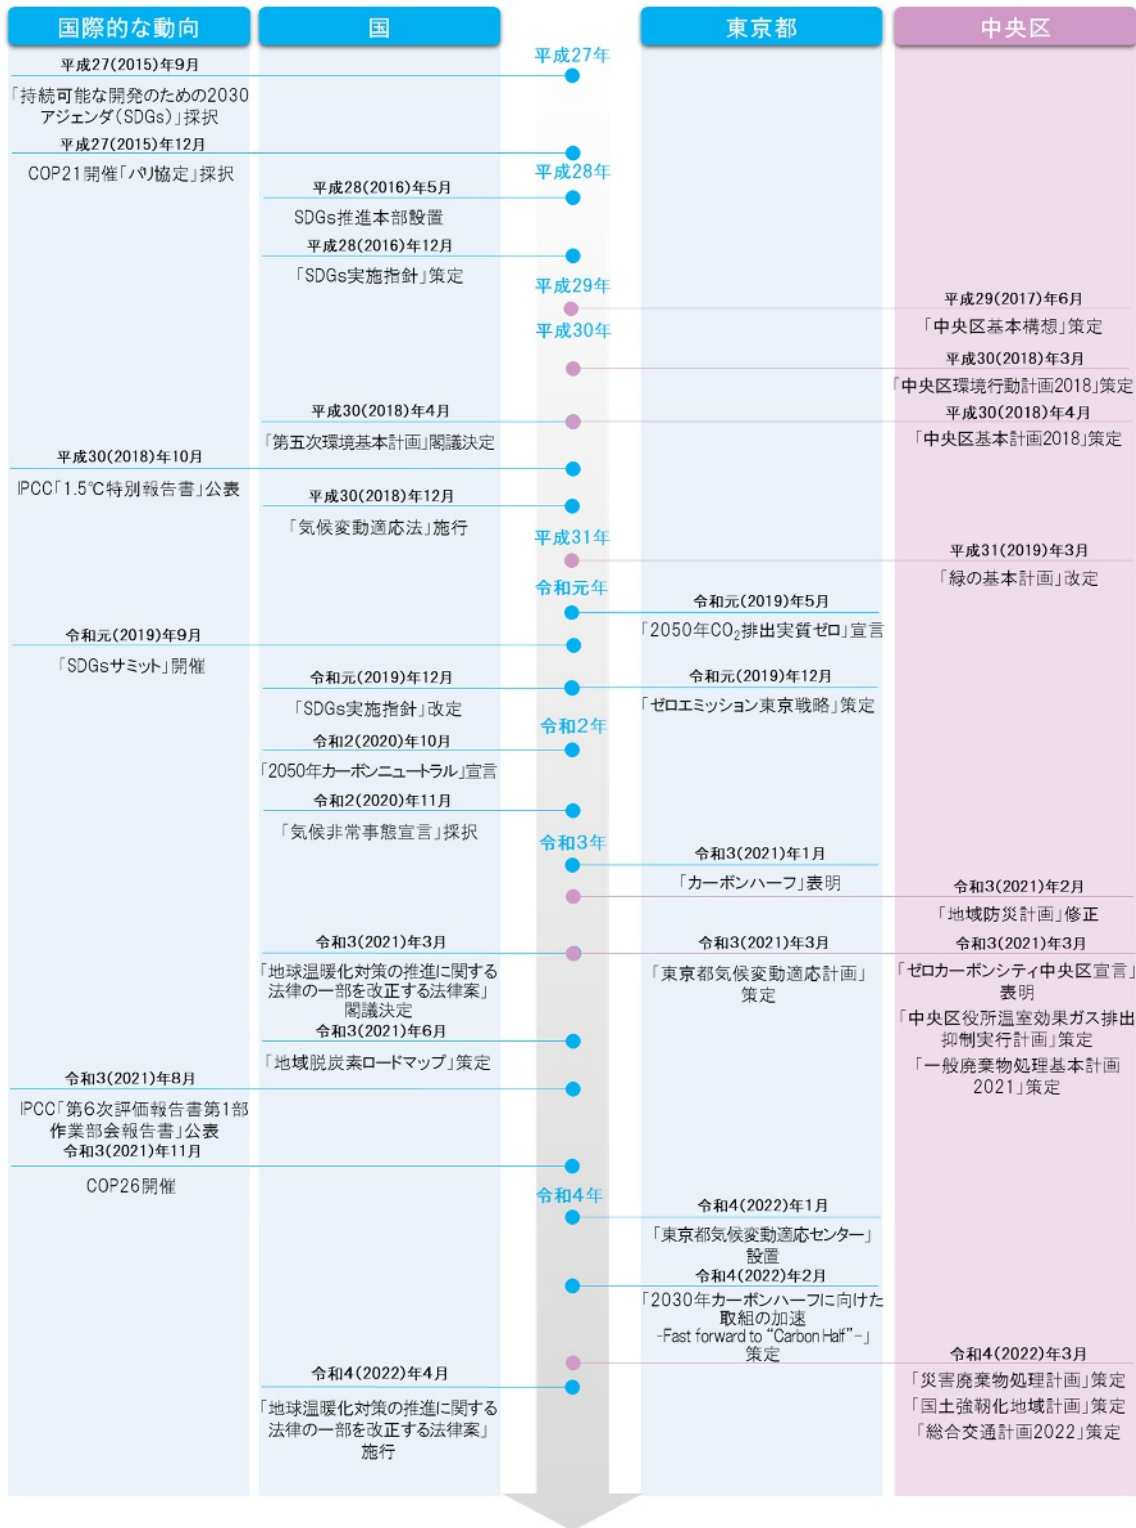 国際的な動向
国
東京都
中央区
平成27年
平成27(2015)年9月
「持続可能な開発のための2030
アジェンダ(SDGs)」採択
平成27(2015)年12月
COP21開催「パリ協定」採択
平成28年
平成28(2016)年5月
SDGs推進本部設置
平成28(2016)年12月
「SDGs実施指針」策定
平成29年
平成29(2017)年6月
「中央区基本構想」策定
平成30年
平成30(2018)年3月
「中央区環境行動計画2018」策定
平成30(2018)年4月
「第五次環境基本計画」閣議決定
平成30(2018)年4月
「中央区基本計画2018」策定
平成30(2018)年10月
IPCC「1.5℃特別報告書」公表
平成30(2018)年12月
「気候変動適応法」施行
平成31年
平成31(2019)年3月
「緑の基本計画」改定
令和元年
令和元(2019)年5月
「2050年CO₂排出実質ゼロ」宣言
令和元(2019)年9月
「SDGsサミット」開催
令和元(2019)年12月
「SDGs実施指針」改定
令和元(2019)年12月
「ゼロエミッション東京戦略」策定
令和2年
令和2(2020)年10月
「2050年カーボンニュートラル」宣言
令和2(2020)年11月
「気候非常事態宣言」採択
令和3年
令和3(2021)年1月
「カーボンハーフ」表明
令和3(2021)年2月
「地域防災計画」修正
令和3(2021)年3月
「地球温暖化対策の推進に関する
法律の一部を改正する法律案」
閣議決定
令和3(2021)年3月
「東京都気候変動適応計画」
策定
令和3(2021)年3月
「ゼロカーボンシティ中央区宣言」
表明
「中央区役所温室効果ガス排出
抑制実行計画」策定
「一般廃棄物処理基本計画
2021」策定
令和3(2021)年6月
「地域脱炭素ロードマップ」策定
令和3(2021)年8月
IPCC「第6次評価報告書第1部
作業部会報告書」公表
令和3(2021)年11月
COP26開催
令和4年
令和4(2022)年1月
「東京都気候変動適応センター」
設置
令和4(2022)年2月
「2030年カーボンハーフに向けた
取組の加速
-Fast forward to “Carbon Half”-」
策定
令和4(2022)年3月
「災害廃棄物処理計画」策定
「国土強靭化地域計画」策定
「総合交通計画2022」策定
令和4(2022)年4月
「地球温暖化対策の推進に関する
法律の一部を改正する法律案」
施行